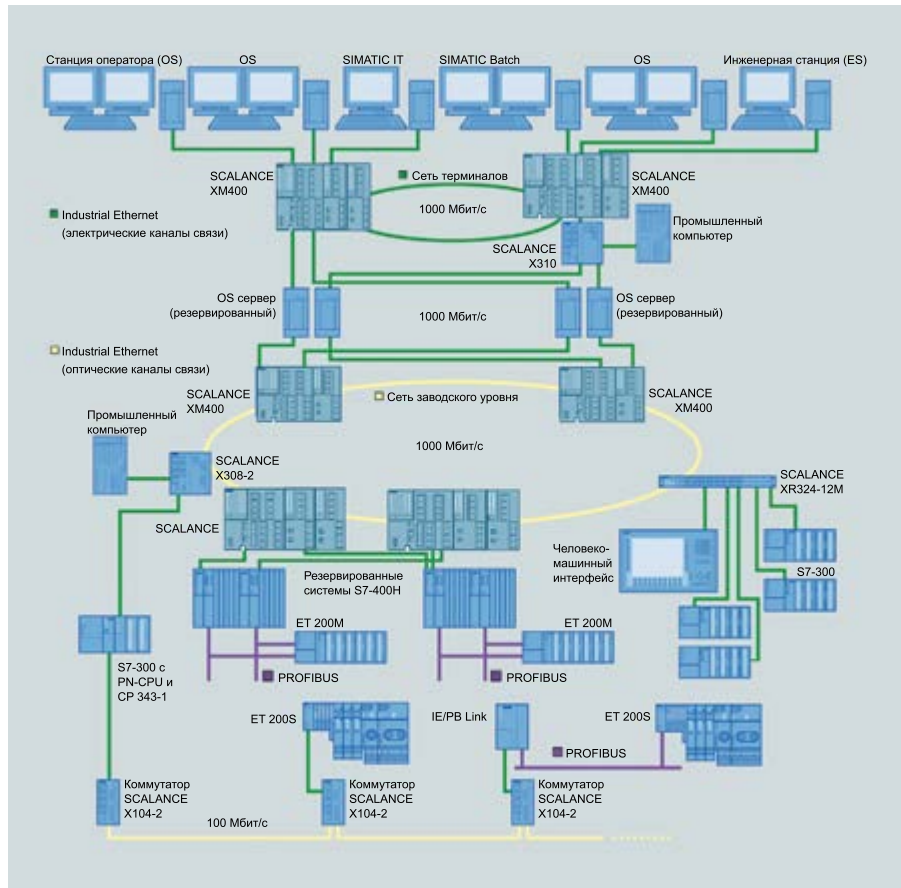 Станция оператора (OS)
OS
SIMATIC IT
SIMATIC Batch
OS
Инженерная станция (ES)
SCALANCE
XM400
Сеть терминалов
SCALANCE
XM400
1000 Мбит/с
Industrial Ethernet
(электрические каналы связи)
Промышленный
компьютер
SCALANCE
X310
OS сервер
(резервированный)
1000 Мбит/с
OS сервер
(резервированный)
Industrial Ethernet
(оптические каналы связи)
SCALANCE
XM400
Сеть заводского уровня
SCALANCE
XM400
Промышленный
компьютер
1000 Мбит/с
SCALANCE
X308-2
SCALANCE
XR324-12M
SCALANCE
Человеко-
машинный
интерфейс
Резервированные
системы S7-400H
S7-300
ET 200M
ET 200M
S7-300 с
PN-CPU и
CP 343-1
PROFIBUS
PROFIBUS
ET 200S
IE/PB Link
ET 200S
PROFIBUS
Коммутатор
SCALANCE
X104-2
Коммутатор
SCALANCE
X104-2
Коммутатор
SCALANCE
X104-2
100 Мбит/с